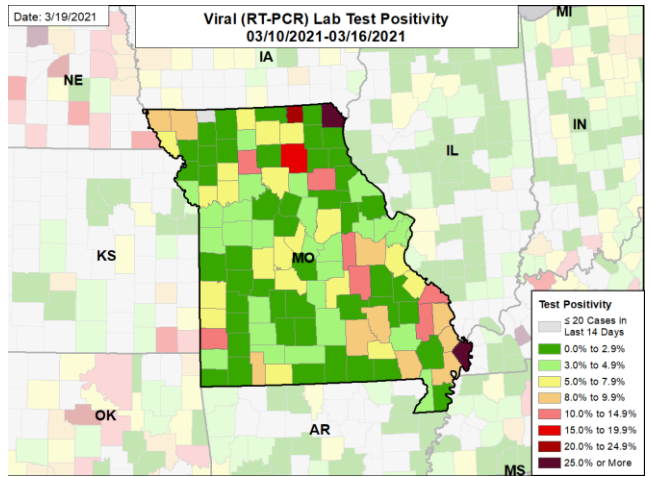 Date: 3/19/2021
Viral (RT-PCR) Lab Test Positivity
03/10/2021-03/16/2021
MI
IA
NE
IN
IL
KS
MO
OK
AR
MS
Test Positivity
≤ 20 Cases in
Last 14 Days
0.0% to 2.9%
3.0% to 4.9%
5.0% to 7.9%
8.0% to 9.9%
10.0% to 14.9%
15.0% to 19.9%
20.0% to 24.9%
25.0% or More